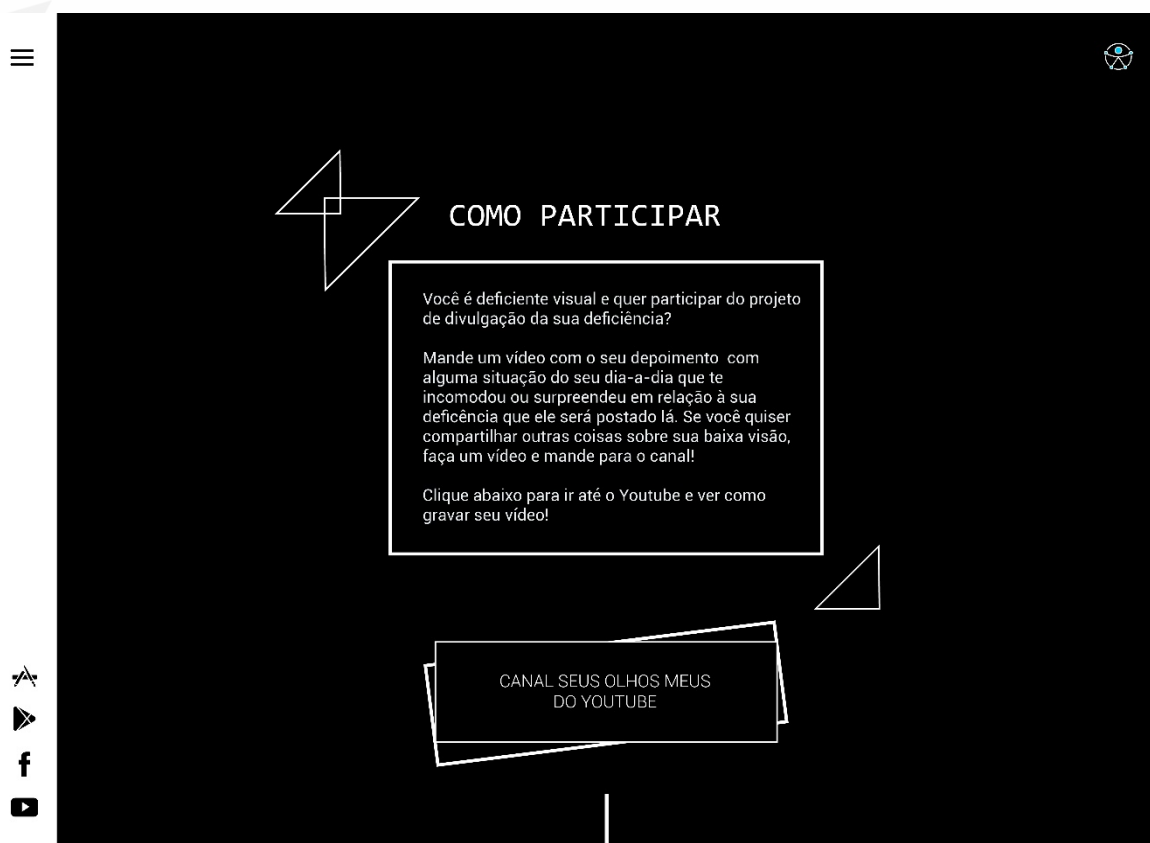 COMO PARTICIPAR
Você é deficiente visual e quer participar do projeto
de divulgação da sua deficiência?
Mande um vídeo com o seu depoimento com
alguma situação do seu dia-a-dia que te
incomodou ou surpreendeu em relação à sua
deficência que ele será postado lá. Se você quiser
compartilhar outras coisas sobre sua baixa visão,
faça um vídeo e mande para o canal!
Clique abaixo para ir até o Youtube e ver como
gravar seu vídeo!
CANAL SEUS OLHOS MEUS
DO YOUTUBE